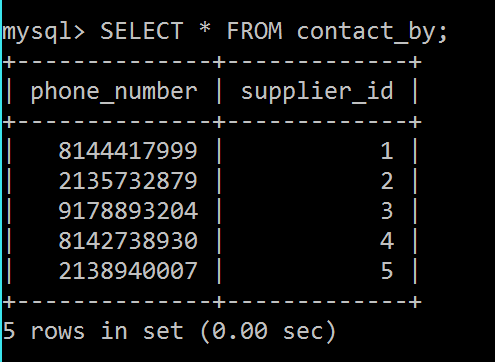 mysql> SELECT * FROM contact_by;
+--------------+-------------+
| phone_number | supplier_id |
+--------------+-------------+
|   8144417999 |           1 |
|   2135732879 |           2 |
|   9178893204 |           3 |
|   8142738930 |           4 |
|   2138940007 |           5 |
+--------------+-------------+
5 rows in set (0.00 sec)